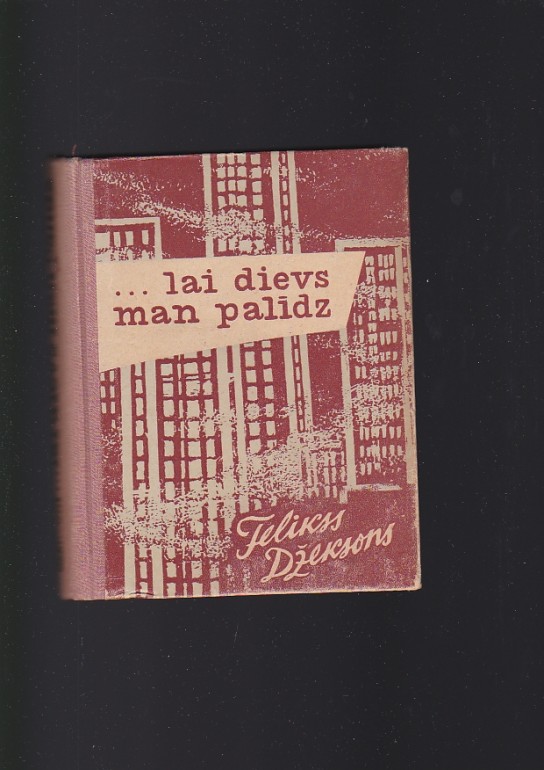 ... lai dievs
man palīdz
Felikss
Džeksons